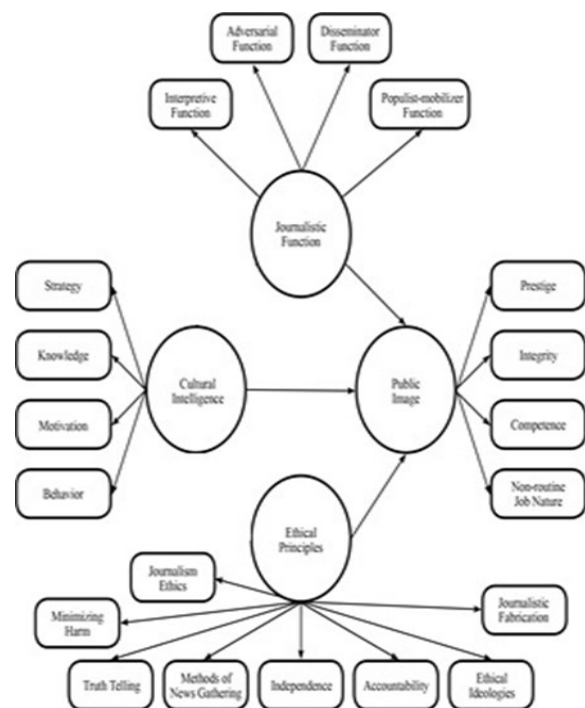 Adversarial
Function
Disseminator
Function
Interpretive
Function
Populist-mobilizer
Function
Journalistic
Function
Strategy
Prestige
Knowledge
Integrity
Cultural
Intelligence
Public
Image
Motivation
Competence
Behavior
Non-routine
Job Nature
Ethical
Principles
Journalism
Ethics
Minimizing
Harm
Journalistic
Fabrication
Truth Telling
Methods of
News Gathering
Independence
Accountability
Ethical
Ideologies